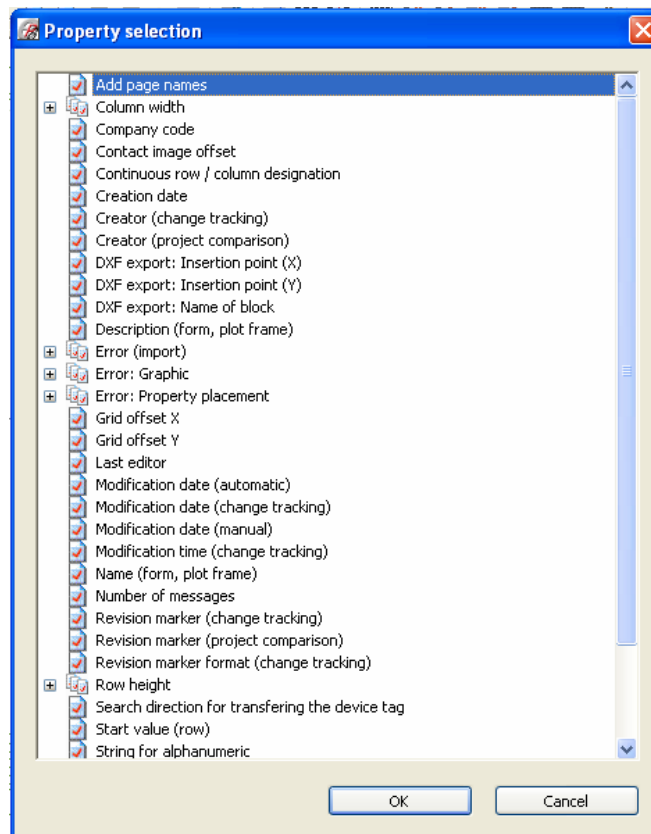 Property selection
Add page names
Column width
Company code
Contact image offset
Continuous row / column designation
Creation date
Creator (change tracking)
Creator (project comparison)
DXF export: Insertion point (X)
DXF export: Insertion point (Y)
DXF export: Name of block
Description (form, plot frame)
Error (import)
Error: Graphic
Error: Property placement
Grid offset X
Grid offset Y
Last editor
Modification date (automatic)
Modification date (change tracking)
Modification date (manual)
Modification time (change tracking)
Name (form, plot frame)
Number of messages
Revision marker (change tracking)
Revision marker (project comparison)
Revision marker format (change tracking)
Row height
Search direction for transfering the device tag
Start value (row)
String for alphanumeric
OK Cancel